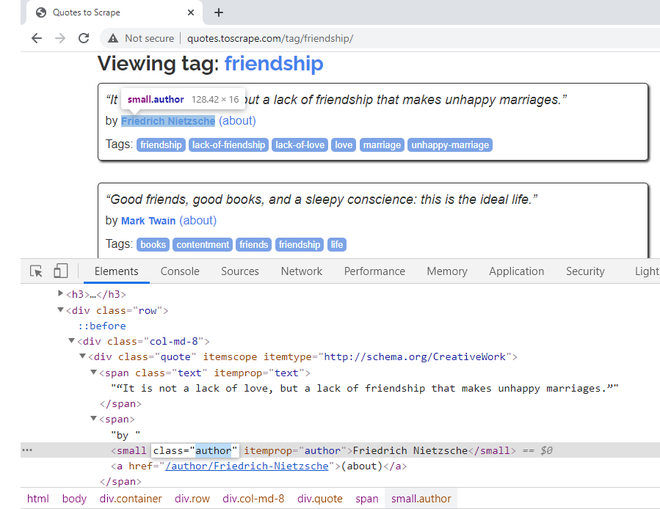 Quotes to Scrape
Not secure | quotes.toscrape.com/tag/friendship/
Viewing tag: friendship
small.author 128.42 × 16
“It but a lack of friendship that makes unhappy marriages.”
by Friedrich Nietzsche (about)
Tags: friendship lack-of-friendship lack-of-love love marriage unhappy-marriage
“Good friends, good books, and a sleepy conscience: this is the ideal life.”
by Mark Twain (about)
Tags: books contentment friends friendship life
Elements Console Sources Network Performance Memory Application Security Light
<h3>…</h3>
<div class="row">
::before
<div class="col-md-8">
<div class="quote" itemscope itemtype="http://schema.org/CreativeWork">
<span class="text" itemprop="text">
"“It is not a lack of love, but a lack of friendship that makes unhappy marriages.”"
</span>
<span>
"by "
<small class="author" itemprop="author">Friedrich Nietzsche</small> == $0
<a href="/author/Friedrich-Nietzsche">(about)</a>
</span>
html body div.container div.row div.col-md-8 div.quote span small.author